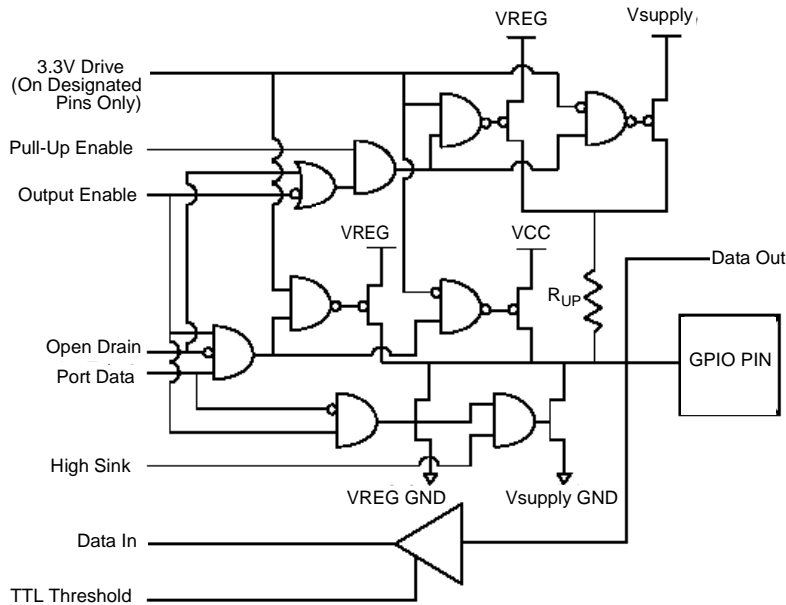 VREG
Vsupply
3.3V Drive
(On Designated
Pins Only)
Pull-Up Enable
Output Enable
VREG
VCC
Data Out
RUP
Open Drain
Port Data
GPIO PIN
High Sink
VREG GND
Vsupply GND
Data In
TTL Threshold